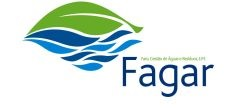 Faro, Gestão de Águas e Resíduos, E.M.
Fagar